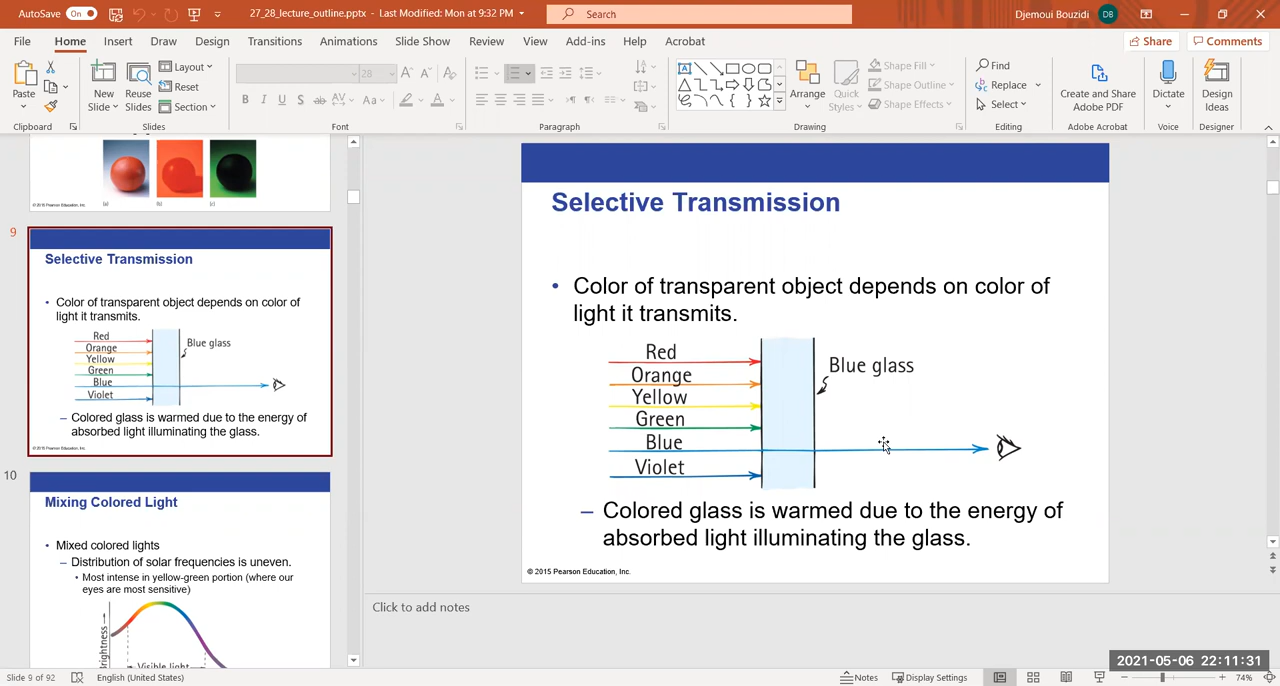 AutoSave On 27_28_lecture_outline.pptx - Last Modified: Mon at 9:32 PM Search Djemoui Bouzidi DB
File Home Insert Draw Design Transitions Animations Slide Show Review View Add-ins Help Acrobat Share Comments
Paste New Slide Reuse Slides Layout Reset Section 28 Arrange Quick Styles Shape Fill Shape Outline Shape Effects Find Replace Select Create and Share Adobe PDF Dictate Design Ideas
Clipboard Slides Font Paragraph Drawing Editing Adobe Acrobat Voice Designer
© 2015 Pearson Education, Inc. (a) (b) (c)
9
Selective Transmission
• Color of transparent object depends on color of
light it transmits.
Red
Orange
Yellow
Green
Blue
Violet
Blue glass
– Colored glass is warmed due to the energy of
absorbed light illuminating the glass.
© 2015 Pearson Education, Inc.
10
Mixing Colored Light
• Mixed colored lights
– Distribution of solar frequencies is uneven.
• Most intense in yellow-green portion (where our
eyes are most sensitive)
Brightness
Visible light
Selective Transmission
• Color of transparent object depends on color of
light it transmits.
Red
Orange
Yellow
Green
Blue
Violet
Blue glass
– Colored glass is warmed due to the energy of
absorbed light illuminating the glass.
© 2015 Pearson Education, Inc.
Click to add notes
2021-05-06 22:11:31
Slide 9 of 92 English (United States) Notes Display Settings 74%